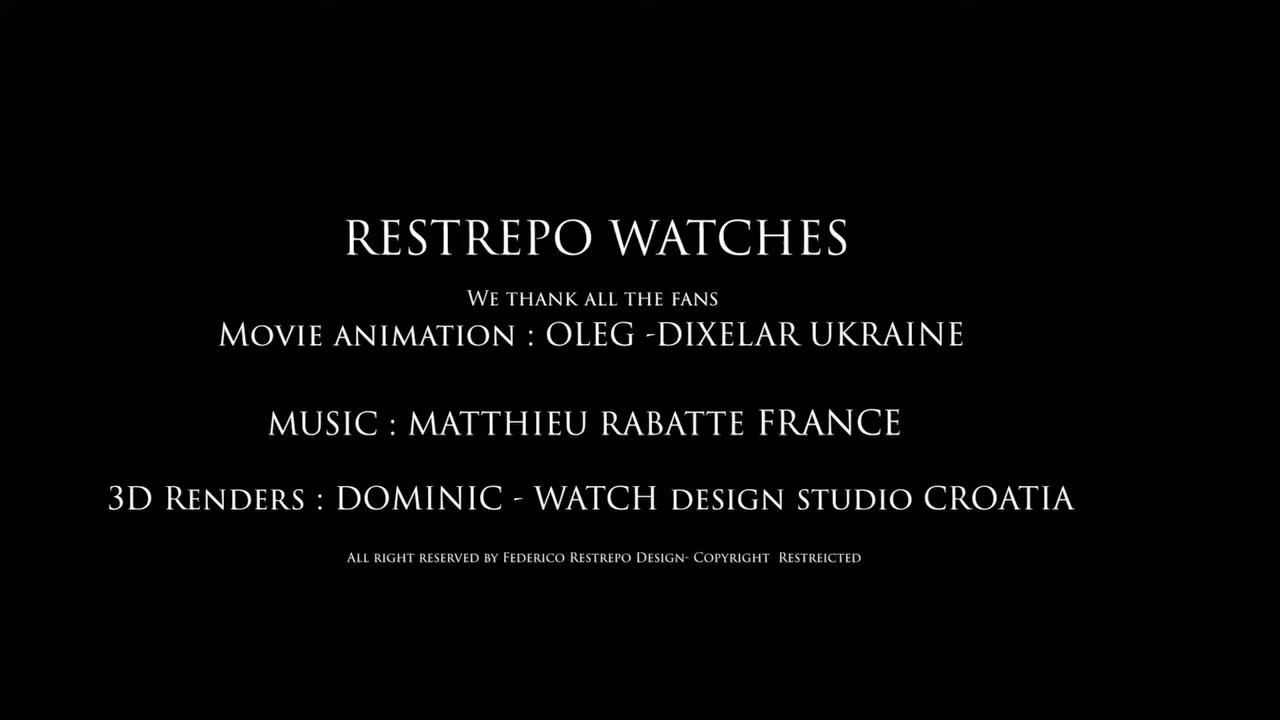 RESTREPO WATCHES
WE THANK ALL THE FANS
MOVIE ANIMATION : OLEG -DIXELAR UKRAINE
MUSIC : MATTHIEU RABATTE FRANCE
3D RENDERS : DOMINIC - WATCH DESIGN STUDIO CROATIA
ALL RIGHT RESERVED BY FEDERICO RESTREPO DESIGN- COPYRIGHT RESTREICTED